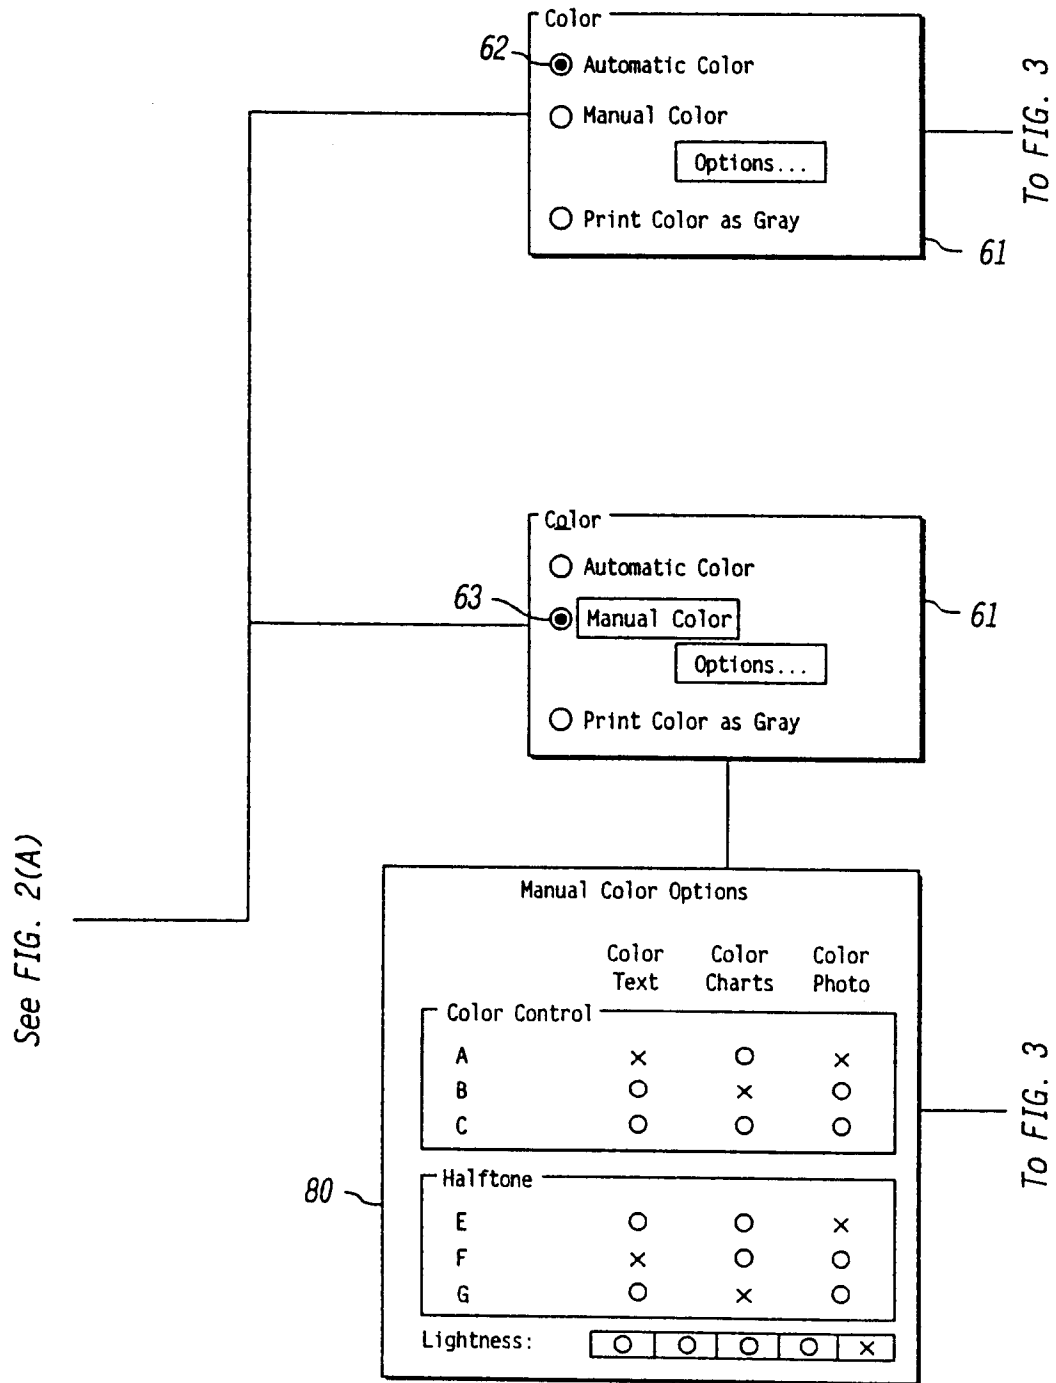 Color
62
Automatic Color
Manual Color
Options...
Print Color as Gray
61
To FIG. 3
Color
63
Automatic Color
Manual Color
Options...
Print Color as Gray
61
See FIG. 2(A)
Manual Color Options
Color Color Color
Text Charts Photo
Color Control
A × O ×
B O × O
C O O O
80
Halftone
E O O ×
F × O O
G O × O
Lightness: O O O O ×
To FIG. 3